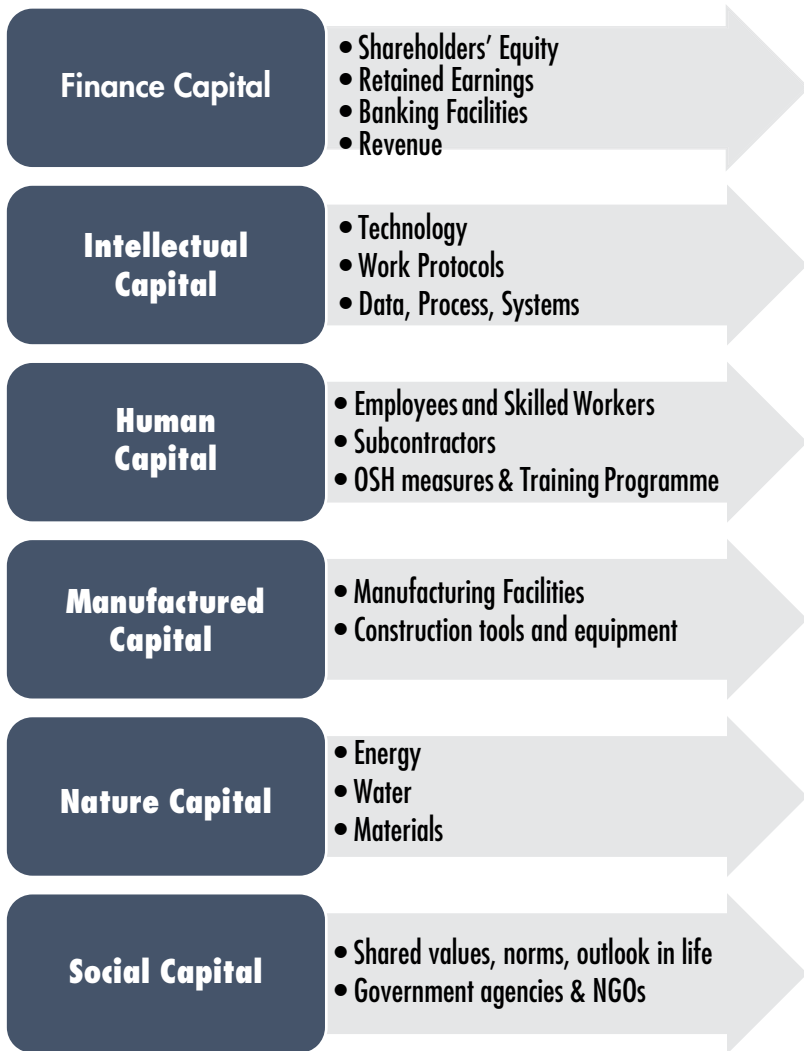 Finance Capital
• Shareholders’ Equity
• Retained Earnings
• Banking Facilities
• Revenue
Intellectual
Capital
• Technology
• Work Protocols
• Data, Process, Systems
Human
Capital
• Employees and Skilled Workers
• Subcontractors
• OSH measures & Training Programme
Manufactured
Capital
• Manufacturing Facilities
• Construction tools and equipment
Nature Capital
• Energy
• Water
• Materials
Social Capital
• Shared values, norms, outlook in life
• Government agencies & NGOs